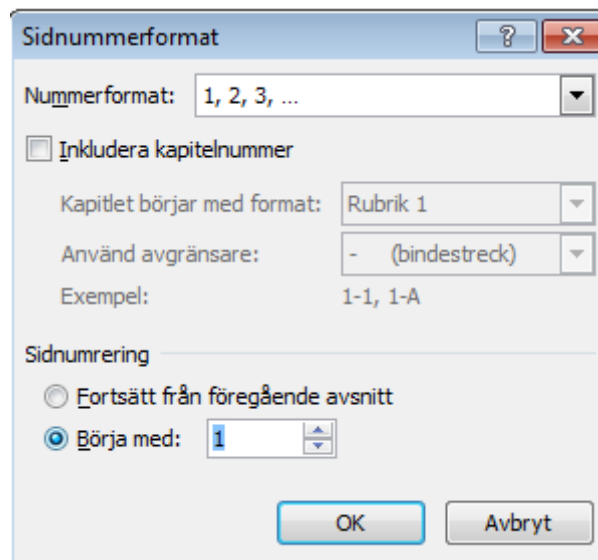 Sidnummerformat
Nummerformat: 1, 2, 3, ...
Inkludera kapitelnummer
Kapitlet börjar med format: Rubrik 1
Använd avgränsare: - (bindestreck)
Exempel: 1-1, 1-A
Sidnumrering
Fortsätt från föregående avsnitt
Börja med: 1
OK Avbryt